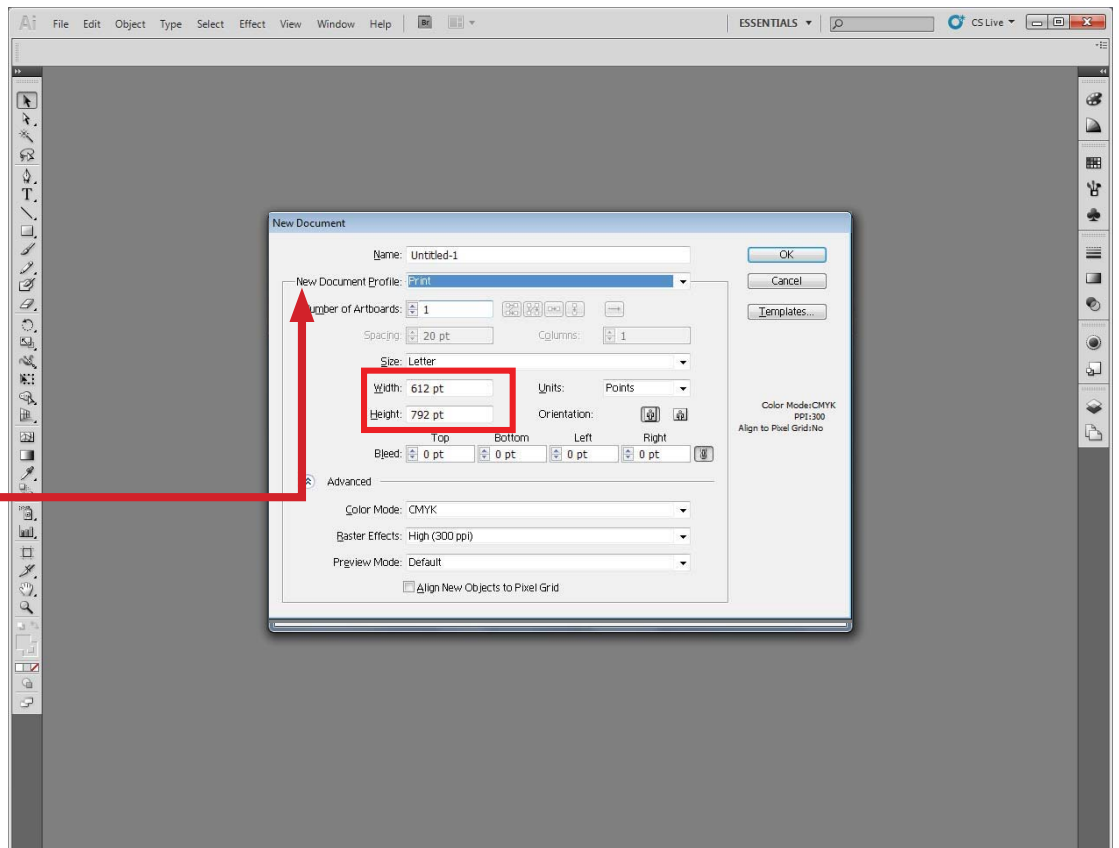 Ai File Edit Object Type Select Effect View Window Help Br ESSENTIALS CS Live
New Document
Name: Untitled-1
OK
New Document Profile: Print
Cancel
Number of Artboards: 1
Templates...
Spacing: 20 pt Columns: 1
Size: Letter
Width: 612 pt Units: Points
Height: 792 pt Orientation:
Color Mode:CMYK
PPI:300
Align to Pixel Grid:No
Top Bottom Left Right
Bleed: 0 pt 0 pt 0 pt 0 pt
Advanced
Color Mode: CMYK
Raster Effects: High (300 ppi)
Preview Mode: Default
Align New Objects to Pixel Grid